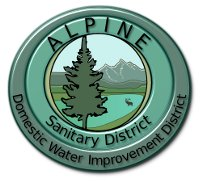 ALPINE
Sanitary District
Domestic Water Improvement District